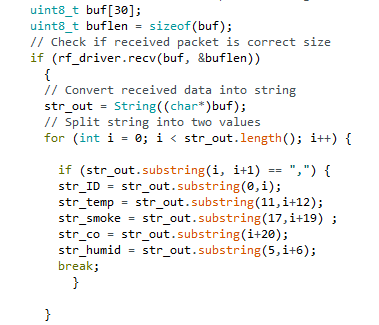 uint8_t buf[30];
uint8_t buflen = sizeof(buf);
// Check if received packet is correct size
if (rf_driver.recv(buf, &buflen))
{
// Convert received data into string
str_out = String((char*)buf);
// Split string into two values
for (int i = 0; i < str_out.length(); i++) {
if (str_out.substring(i, i+1) == ",") {
str_ID = str_out.substring(0,i);
str_temp = str_out.substring(11,i+12);
str_smoke = str_out.substring(17,i+19) ;
str_co = str_out.substring(i+20);
str_humid = str_out.substring(5,i+6);
break;
}
}